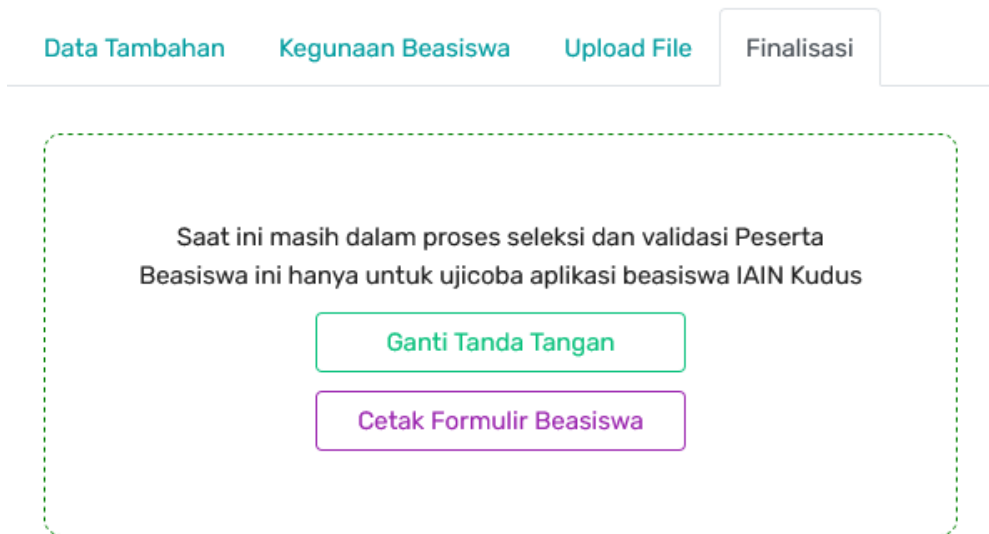 Data Tambahan Kegunaan Beasiswa Upload File Finalisasi
Saat ini masih dalam proses seleksi dan validasi Peserta
Beasiswa ini hanya untuk ujicoba aplikasi beasiswa IAIN Kudus
Ganti Tanda Tangan
Cetak Formulir Beasiswa